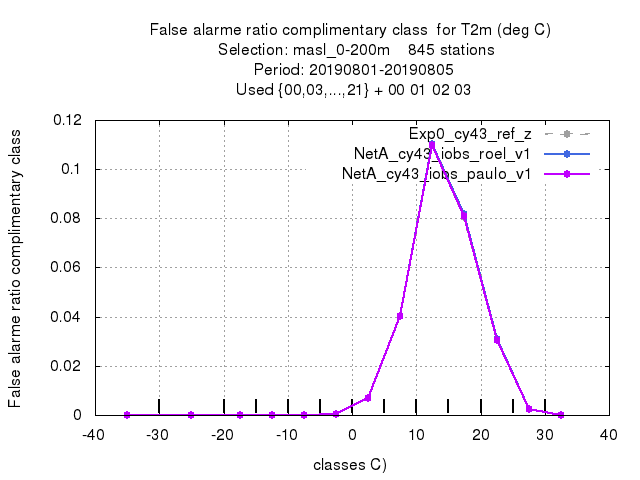 False alarme ratio complimentary class  for T2m (deg C)
Selection: masl_0-200m    845 stations
Period: 20190801-20190805
Used {00,03,...,21} + 00 01 02 03
False alarme ratio complimentary class
0.12
0.1
0.08
0.06
0.04
0.02
0
Exp0_cy43_ref_z
NetA_cy43_iobs_roel_v1
NetA_cy43_iobs_paulo_v1
-40 -30 -20 -10 0 10 20 30 40
classes C)